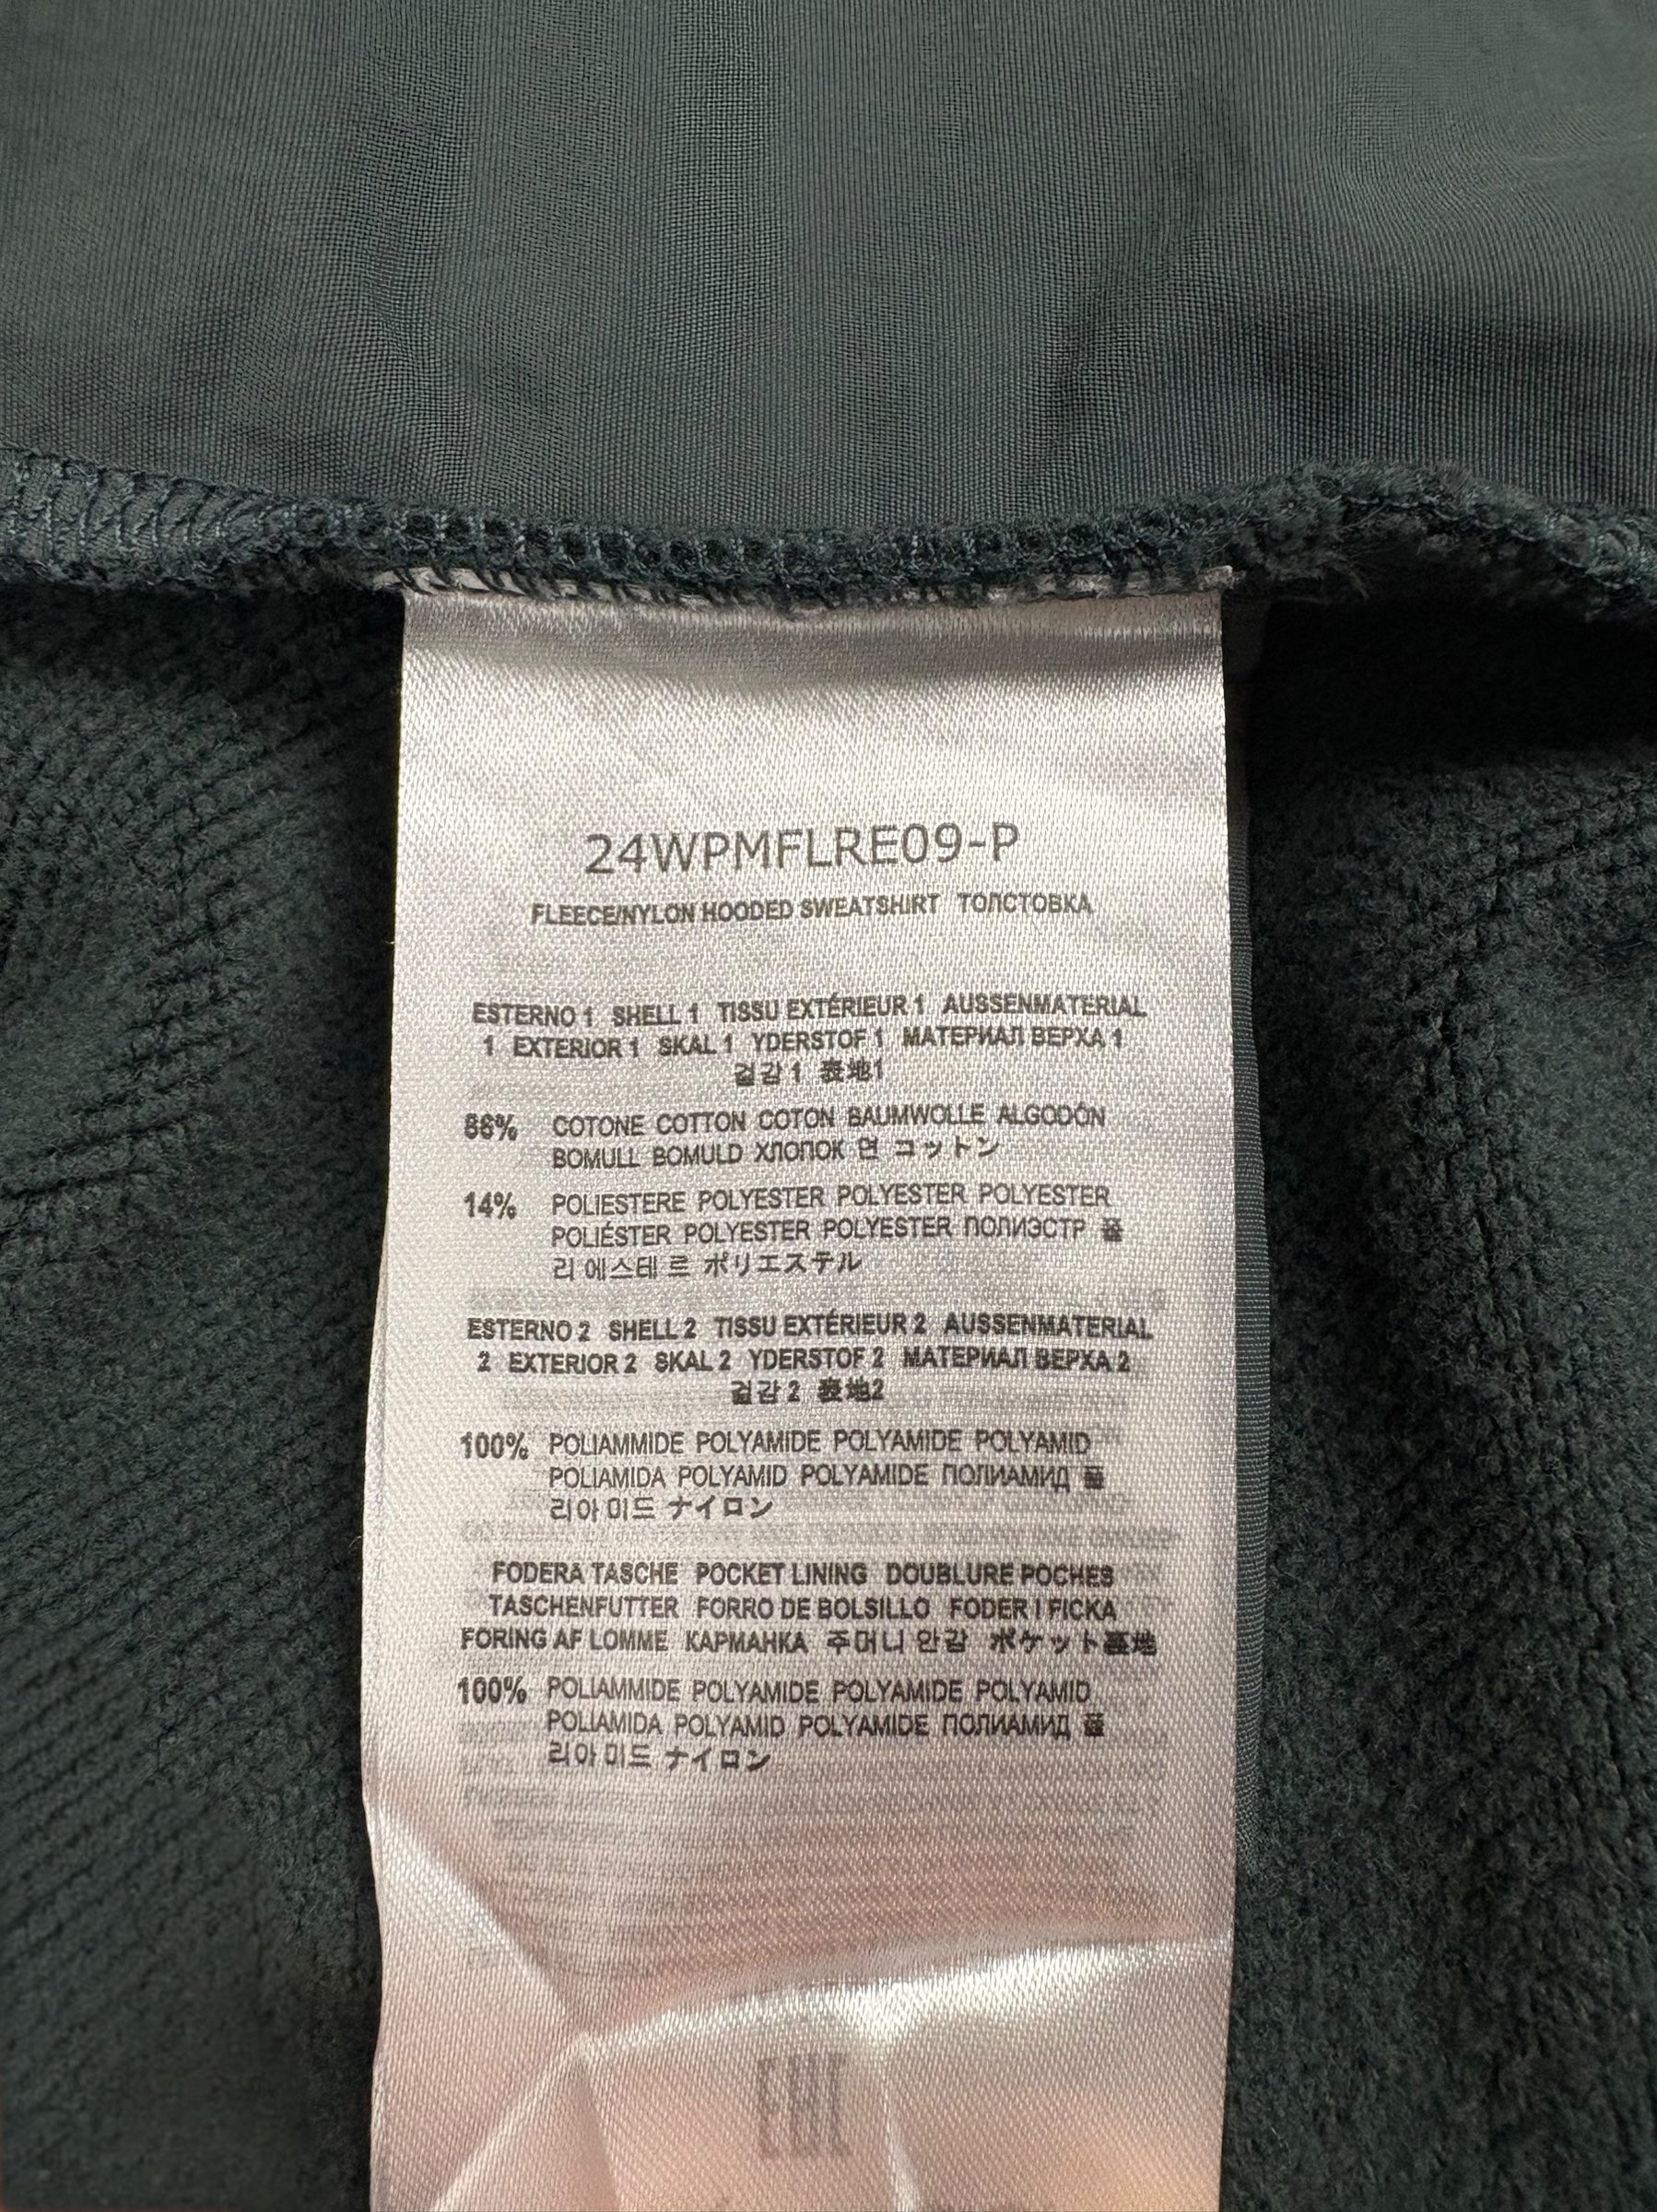 24WPMFLRE09-P
FLEECE/NYLON HOODED SWEATSHIRT ТОЛСТОВКА
ESTERNO 1 SHELL 1 TISSU EXTÉRIEUR 1 AUSSENMATERIAL
1 EXTERIOR 1 SKAL 1 YDERSTOF 1 МАТЕРИАЛ ВЕРХА 1
겉감 1 表地1
86% COTONE COTTON COTON BAUMWOLLE ALGODÓN
BOMULL BOMULD ХЛОПОК 면 コットン
14% POLIESTERE POLYESTER POLYESTER POLYESTER
POLIÉSTER POLYESTER POLYESTER ПОЛИЭСТР 폴
리 에스테 르 ポリエステル
ESTERNO 2 SHELL 2 TISSU EXTÉRIEUR 2 AUSSENMATERIAL
2 EXTERIOR 2 SKAL 2 YDERSTOF 2 МАТЕРИАЛ ВЕРХА 2
겉감 2 表地2
100% POLIAMMIDE POLYAMIDE POLYAMIDE POLYAMID
POLIAMIDA POLYAMID POLYAMIDE ПОЛИАМИД 폴
리아 미드 ナイロン
FODERA TASCHE POCKET LINING DOUBLURE POCHES
TASCHENFUTTER FORRO DE BOLSILLO FODER I FICKA
FORING AF LOMME КАРМАНКА 주머니 안감 ポケット裏地
100% POLIAMMIDE POLYAMIDE POLYAMIDE POLYAMID
POLIAMIDA POLYAMID POLYAMIDE ПОЛИАМИД 폴
리아 미드 ナイロン